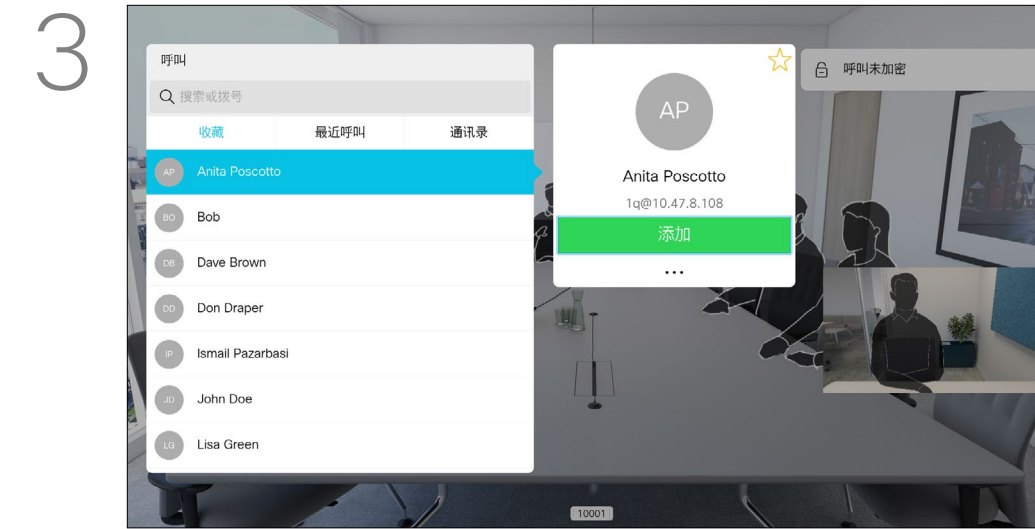 3
呼叫
搜索或拨号
收藏 最近呼叫 通讯录
AP Anita Poscotto
BO Bob
DB Dave Brown
DD Don Draper
IP Ismail Pazarbasi
JD John Doe
LG Lisa Green
AP
Anita Poscotto
1q@10.47.8.108
添加
...
呼叫未加密
10001